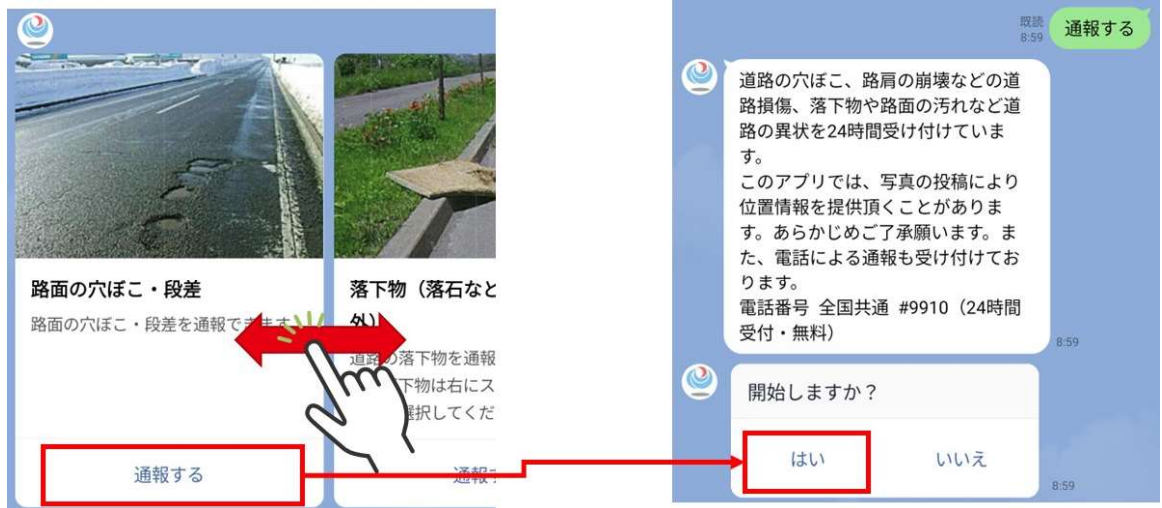 路面の穴ぼこ・段差
路面の穴ぼこ・段差を通報できます
通報する
落下物（落石など
外）
道路の落下物を通報
下物は右にス
選択してくだ
通報
既読
8:59
通報する
道路の穴ぼこ、路肩の崩壊などの道
路損傷、落下物や路面の汚れなど道
路の異状を24時間受け付けていま
す。
このアプリでは、写真の投稿により
位置情報を提供頂くことがありま
す。あらかじめご了承願います。ま
た、電話による通報も受け付けてお
ります。
電話番号 全国共通 #9910（24時間
受付・無料）
8:59
開始しますか？
はい
いいえ
8:59